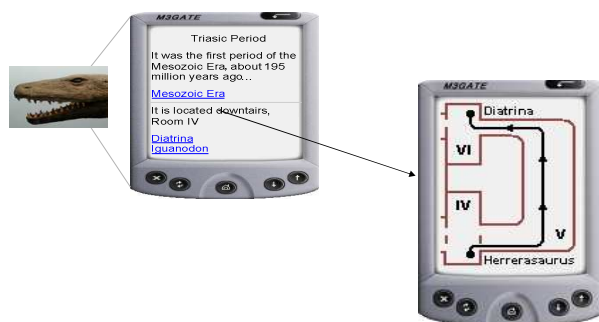 M3GATE
Triasic Period
It was the first period of the
Mesozoic Era, about 195
million years ago...
Mesozoic Era
It is located downtairs,
Room IV
Diatrina
Iguanodon
M3GATE
Diatrina
VI
IV
V
Herrerasaurus